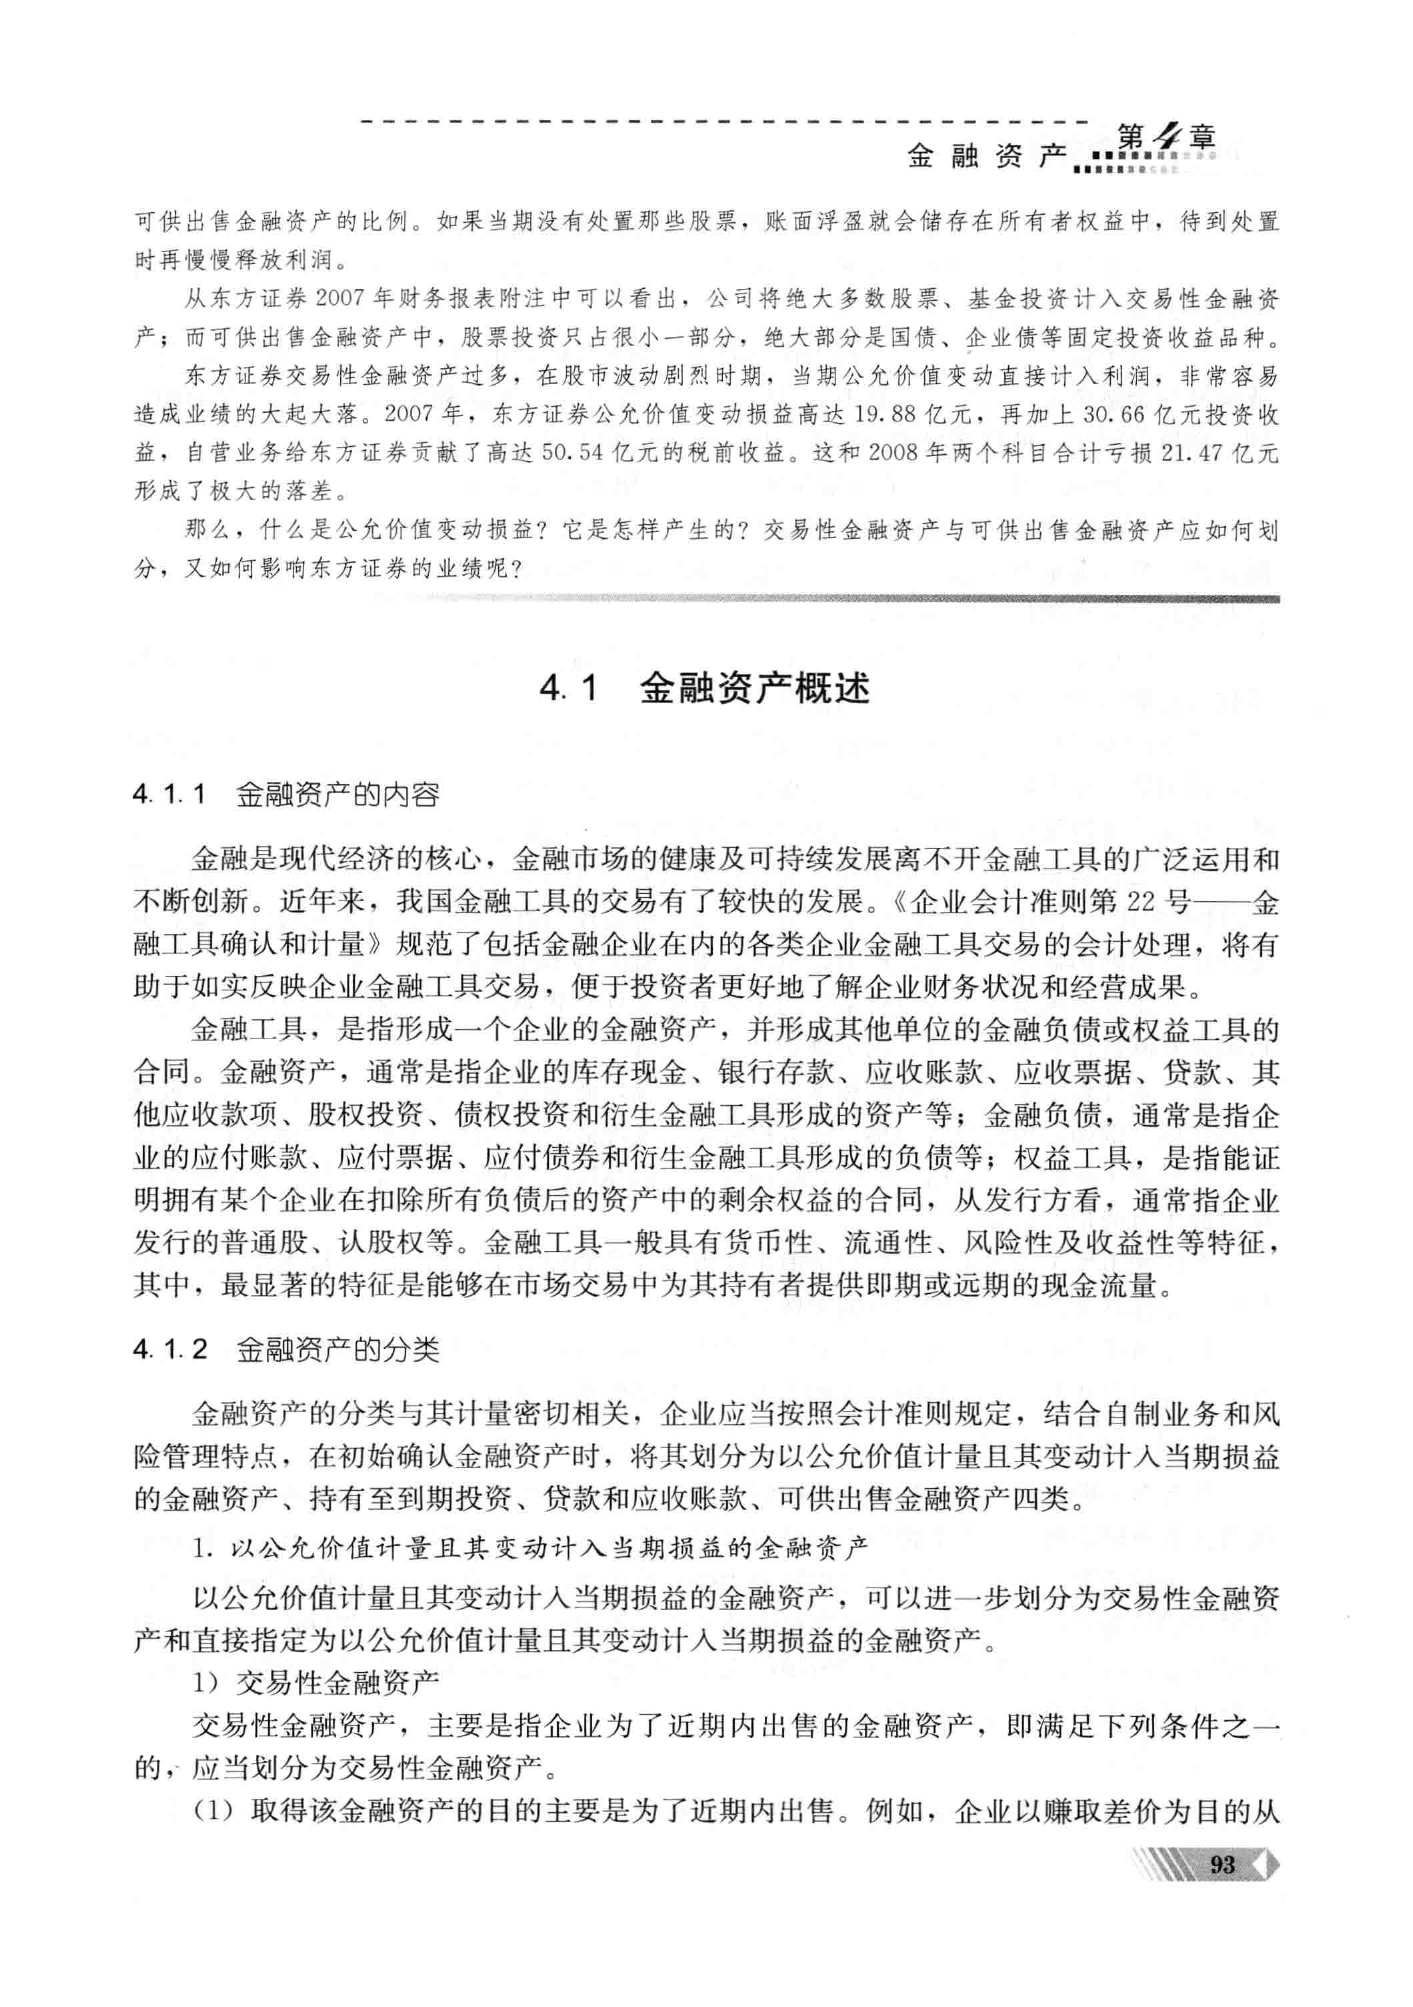 第4章
金融资产
可供出售金融资产的比例。如果当期没有处置那些股票，账面浮盈就会储存在所有者权益中，待到处置
时再慢慢释放利润。
从东方证券 2007 年财务报表附注中可以看出，公司将绝大多数股票、基金投资计入交易性金融资
产；而可供出售金融资产中，股票投资只占很小一部分，绝大部分是国债、企业债等固定投资收益品种。
东方证券交易性金融资产过多，在股市波动剧烈时期，当期公允价值变动直接计入利润，非常容易
造成业绩的大起大落。2007 年，东方证券公允价值变动损益高达 19.88 亿元，再加上 30.66 亿元投资收
益，自营业务给东方证券贡献了高达 50.54 亿元的税前收益。这和 2008 年两个科目合计亏损 21.47 亿元
形成了极大的落差。
那么，什么是公允价值变动损益？它是怎样产生的？交易性金融资产与可供出售金融资产应如何划
分，又如何影响东方证券的业绩呢？
4.1 金融资产概述
4.1.1 金融资产的内容
金融是现代经济的核心，金融市场的健康及可持续发展离不开金融工具的广泛运用和
不断创新。近年来，我国金融工具的交易有了较快的发展。《企业会计准则第 22 号——金
融工具确认和计量》规范了包括金融企业在内的各类企业金融工具交易的会计处理，将有
助于如实反映企业金融工具交易，便于投资者更好地了解企业财务状况和经营成果。
金融工具，是指形成一个企业的金融资产，并形成其他单位的金融负债或权益工具的
合同。金融资产，通常是指企业的库存现金、银行存款、应收账款、应收票据、贷款、其
他应收款项、股权投资、债权投资和衍生金融工具形成的资产等；金融负债，通常是指企
业的应付账款、应付票据、应付债券和衍生金融工具形成的负债等；权益工具，是指能证
明拥有某个企业在扣除所有负债后的资产中的剩余权益的合同，从发行方看，通常指企业
发行的普通股、认股权等。金融工具一般具有货币性、流通性、风险性及收益性等特征，
其中，最显著的特征是能够在市场交易中为其持有者提供即期或远期的现金流量。
4.1.2 金融资产的分类
金融资产的分类与其计量密切相关，企业应当按照会计准则规定，结合自制业务和风
险管理特点，在初始确认金融资产时，将其划分为以公允价值计量且其变动计入当期损益
的金融资产、持有至到期投资、贷款和应收账款、可供出售金融资产四类。
1. 以公允价值计量且其变动计入当期损益的金融资产
以公允价值计量且其变动计入当期损益的金融资产，可以进一步划分为交易性金融资
产和直接指定为以公允价值计量且其变动计入当期损益的金融资产。
1）交易性金融资产
交易性金融资产，主要是指企业为了近期内出售的金融资产，即满足下列条件之一
的，应当划分为交易性金融资产。
（1）取得该金融资产的目的主要是为了近期内出售。例如，企业以赚取差价为目的从
93